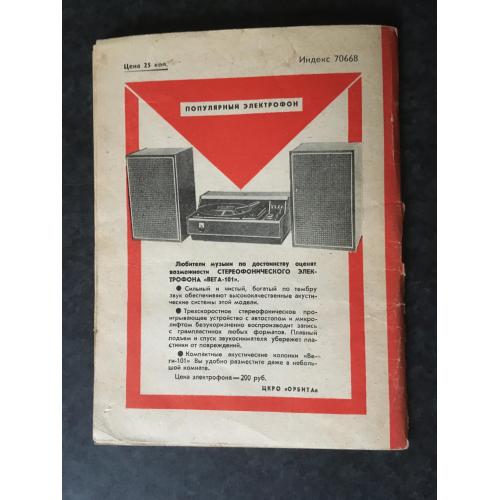 Цена 25 коп.
Индекс 70668
ПОПУЛЯРНЫЙ ЭЛЕКТРОФОН
Любители музыки по достоинству оценят
возможности СТЕРЕОФОНИЧЕСКОГО ЭЛЕК-
ТРОФОНА «ВЕГА-101».
● Сильный и чистый, богатый по тембру
звук обеспечивают высококачественные акусти-
ческие системы этой модели.
● Трехскоростное стереофоническое про-
игрывающее устройство с автостопом и микро-
лифтом безукоризненно воспроизводит запись
с грампластинок любых форматов. Плавный
подъем и спуск звукоснимателя убережет пла-
стинки от повреждений.
● Компактные акустические колонки «Ве-
ги-101» Вы удобно разместите даже в неболь-
шой комнате.
Цена электрофона — 200 руб.
ЦКРО «ОРБИТА»